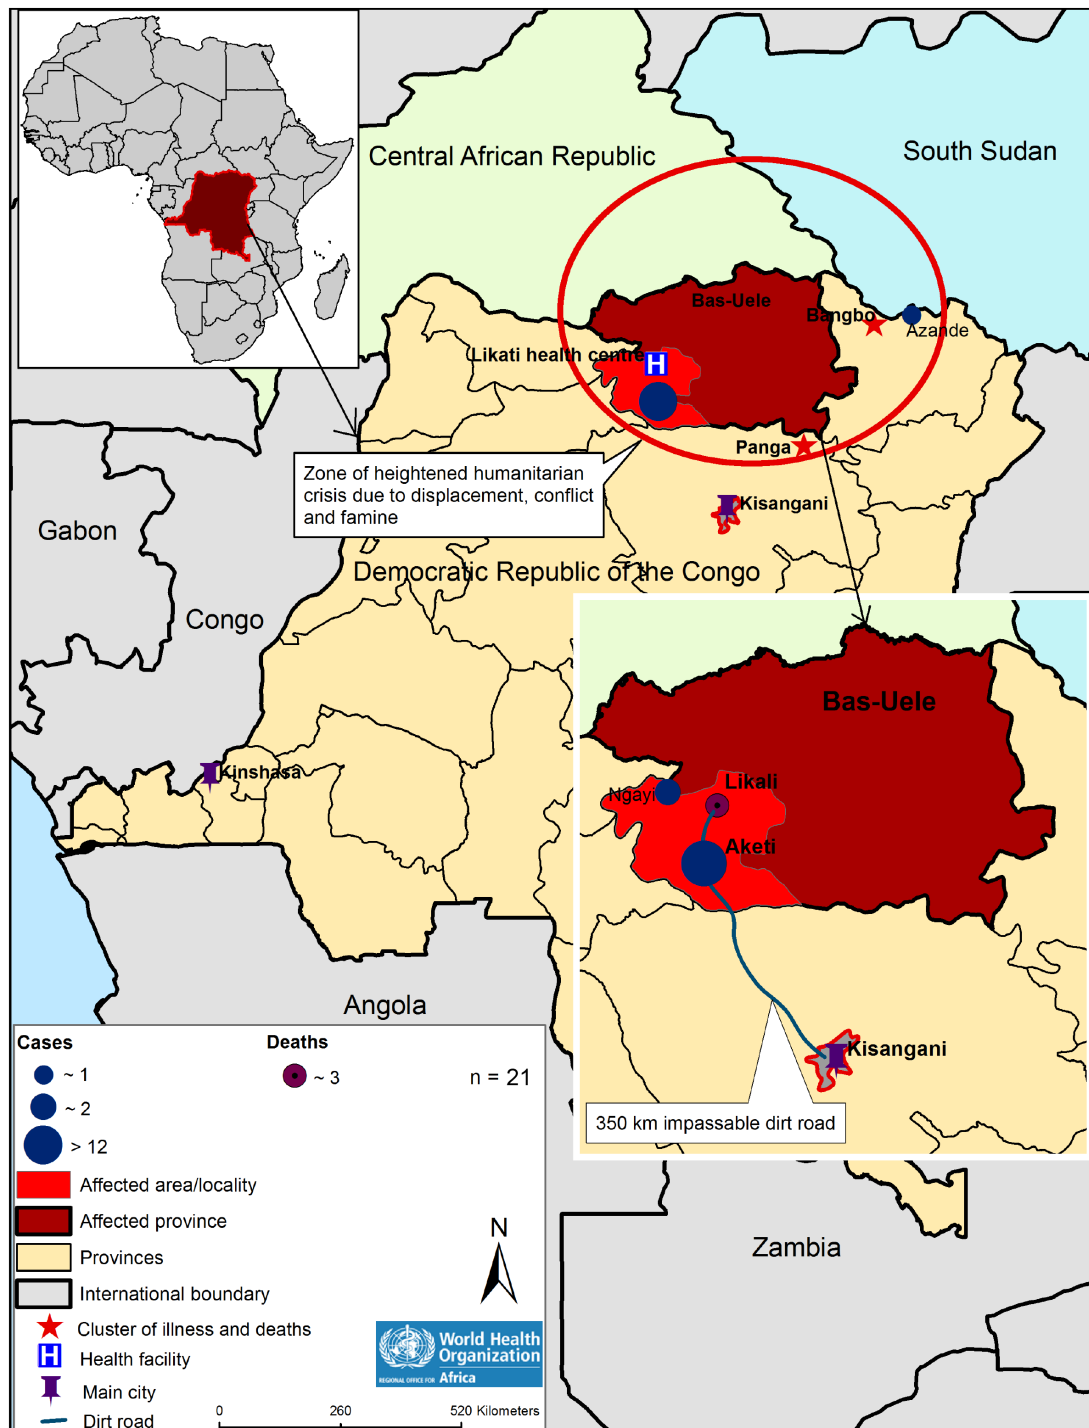 Central African Republic
South Sudan
Bas-Uele
Bangbo
Azande
Likati health centre
H
Panga
Zone of heightened humanitarian
crisis due to displacement, conflict
and famine
Kisangani
Gabon
Democratic Republic of the Congo
Congo
Kinshasa
Angola
Zambia
Bas-Uele
Likali
Ngayi
Aketi
Kisangani
350 km impassable dirt road
Cases
~ 1
~ 2
> 12
Deaths
~ 3
n = 21
Affected area/locality
Affected province
Provinces
International boundary
Cluster of illness and deaths
H Health facility
Main city
Dirt road
N
World Health
Organization
REGIONAL OFFICE FOR Africa
0 260 520 Kilometers